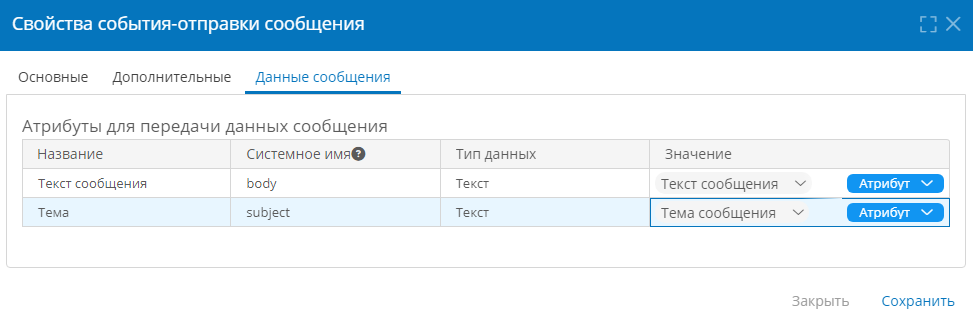 Свойства события-отправки сообщения
Основные Дополнительные Данные сообщения
Атрибуты для передачи данных сообщения
Название Системное имя? Тип данных Значение
Текст сообщения body Текст Текст сообщения Атрибут
Тема subject Текст Тема сообщения Атрибут
Закрыть Сохранить